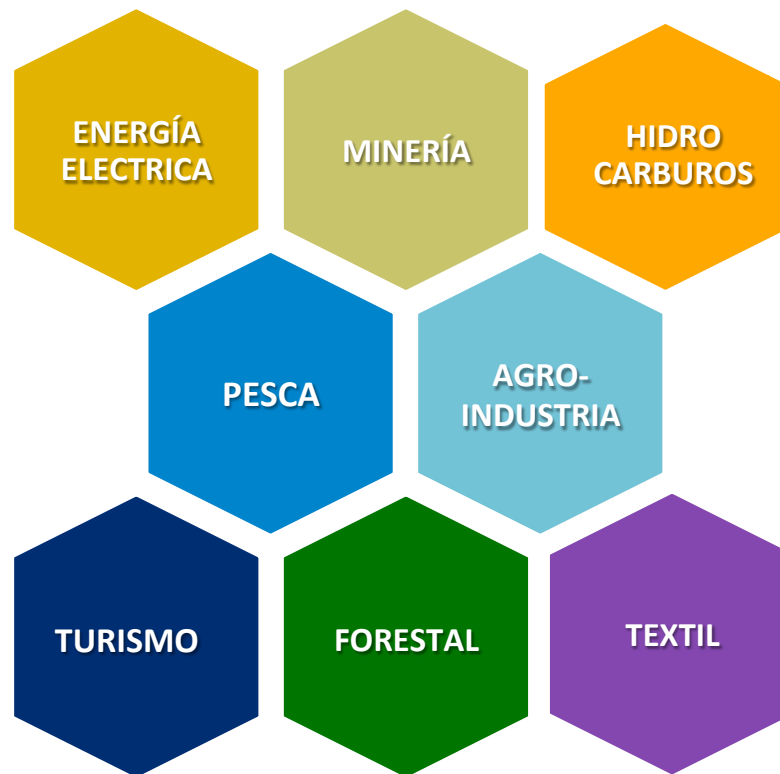 ENERGÍA
ELECTRICA
MINERÍA
HIDRO
CARBUROS
PESCA
AGRO-
INDUSTRIA
TURISMO
FORESTAL
TEXTIL